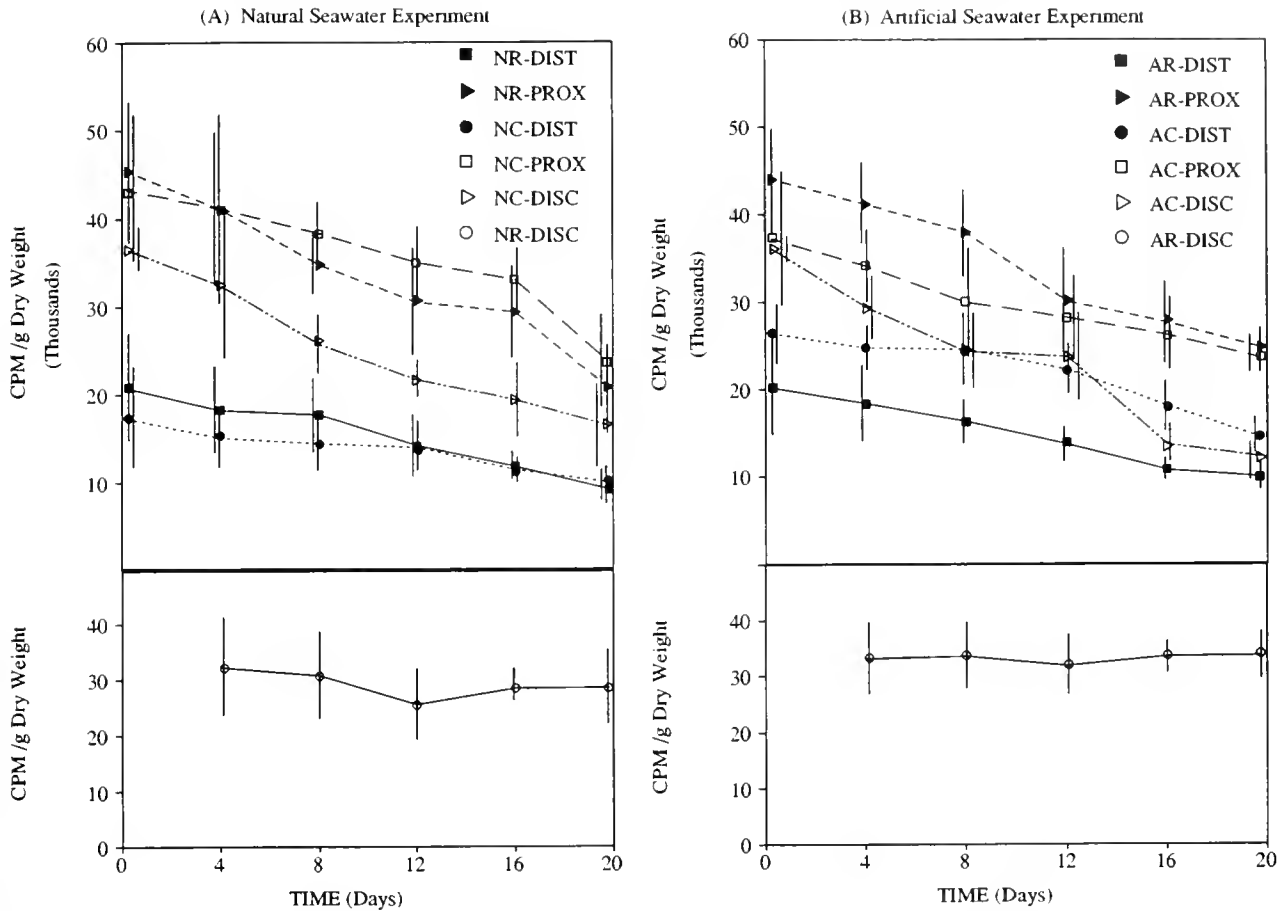 (A) Natural Seawater Experiment
60
50
40
30
20
10
CPM /g Dry Weight
(Thousands)
NR-DIST
NR-PROX
NC-DIST
NC-PROX
NC-DISC
NR-DISC
40
30
20
10
0
CPM /g Dry Weight
0 4 8 12 16 20
TIME (Days)
(B) Artificial Seawater Experiment
60
50
40
30
20
10
CPM /g Dry Weight
(Thousands)
AR-DIST
AR-PROX
AC-DIST
AC-PROX
AC-DISC
AR-DISC
40
30
20
10
0
CPM /g Dry Weight
0 4 8 12 16 20
TIME (Days)